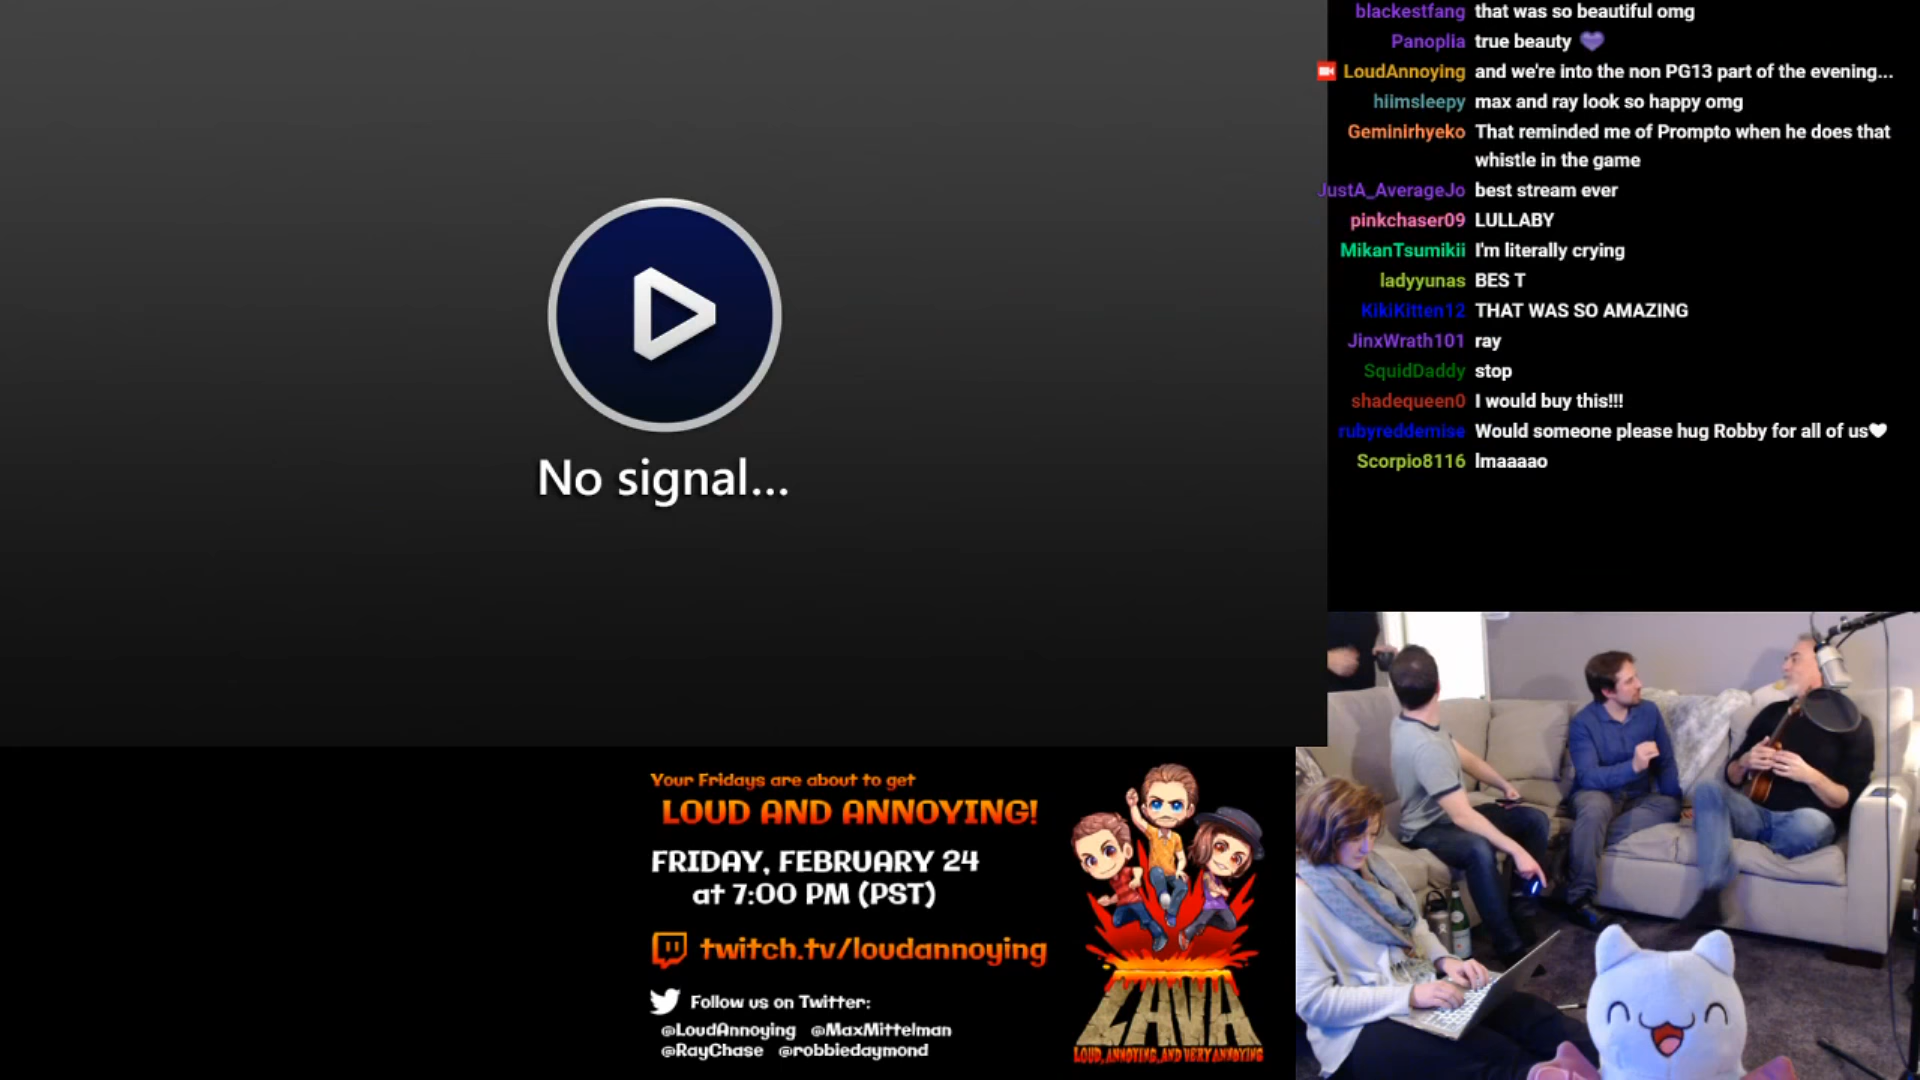 No signal...
blackestfang that was so beautiful omg
Panoplia true beauty
LoudAnnoying and we're into the non PG13 part of the evening...
hiimsleepy max and ray look so happy omg
Geminirhyeko That reminded me of Prompto when he does that
whistle in the game
JustA_AverageJo best stream ever
pinkchaser09 LULLABY
MikanTsumikii I'm literally crying
ladyyunas BES T
KikiKitten12 THAT WAS SO AMAZING
JinxWrath101 ray
SquidDaddy stop
shadequeen0 I would buy this!!!
rubyreddemise Would someone please hug Robby for all of us
Scorpio8116 lmaaaao
Your Fridays are about to get
LOUD AND ANNOYING!
FRIDAY, FEBRUARY 24
at 7:00 PM (PST)
twitch.tv/loudannoying
Follow us on Twitter:
@LoudAnnoying @MaxMittelman
@RayChase @robbiedaymond
LAVA
LOUD, ANNOYING, AND VERY ANNOYING